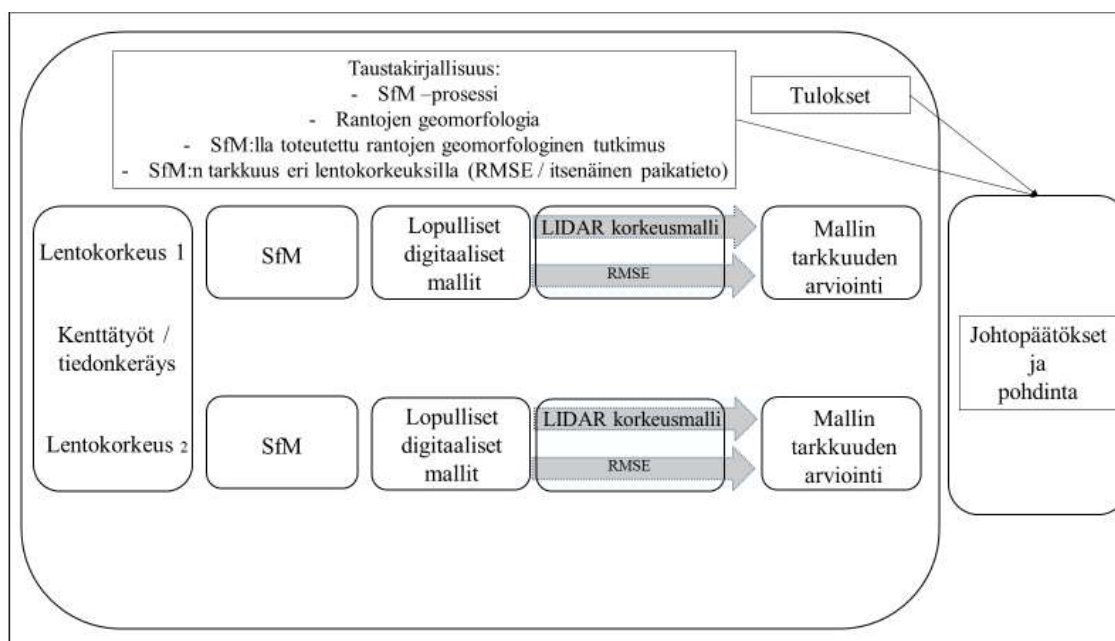 Taustakirjallisuus:
- SfM –prosessi
- Rantojen geomorfologia
- SfM:lla toteutettu rantojen geomorfologinen tutkimus
- SfM:n tarkkuus eri lentokorkeuksilla (RMSE / itsenäinen paikatieto)
Tulokset
Lentokorkeus 1
Kenttätyöt /
tiedonkeräys
Lentokorkeus 2
SfM
Lopulliset
digitaaliset
mallit
LIDAR korkeusmalli
RMSE
Mallin
tarkkuuden
arviointi
SfM
Lopulliset
digitaaliset
mallit
LIDAR korkeusmalli
RMSE
Mallin
tarkkuuden
arviointi
Johtopäätökset
ja
pohdinta